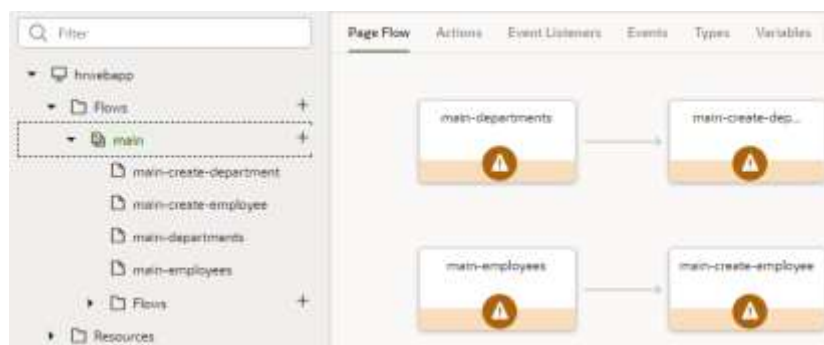 Filter
hrwebapp
Flows
main
main-create-department
main-create-employee
main-departments
main-employees
Flows
Resources
Page Flow Actions Event Listeners Events Types Variables
main-departments main-create-dep...
main-employees main-create-employee